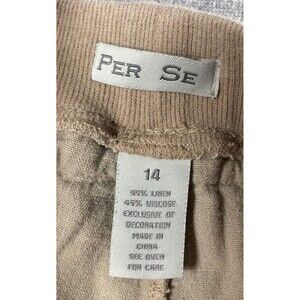 PER SE
14
55% LINEN
45% VISCOSE
EXCLUSIVE OF
DECORATION
MADE IN
CHINA
SEE OVER
FOR CARE